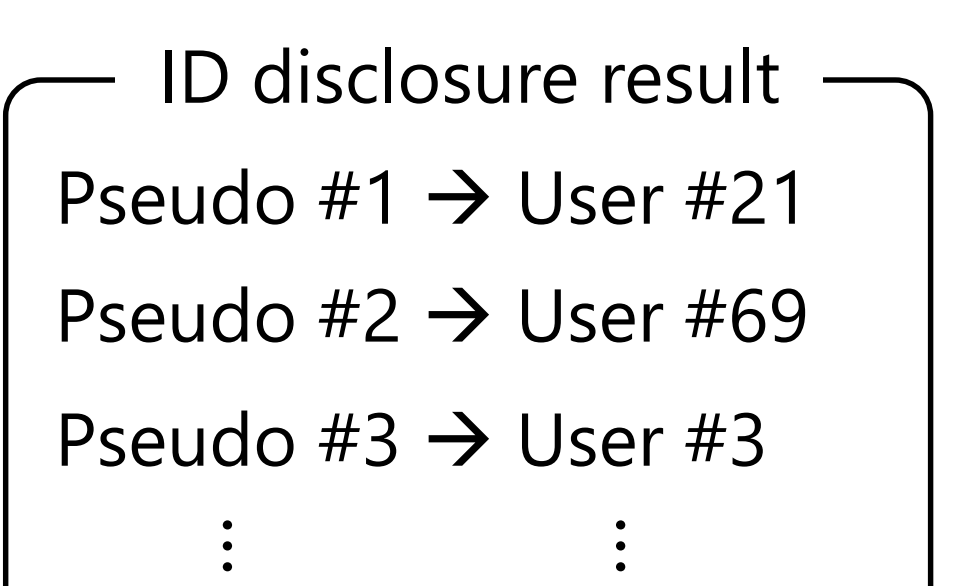 ID disclosure result
Pseudo #1 → User #21
Pseudo #2 → User #69
Pseudo #3 → User #3
⋮ ⋮